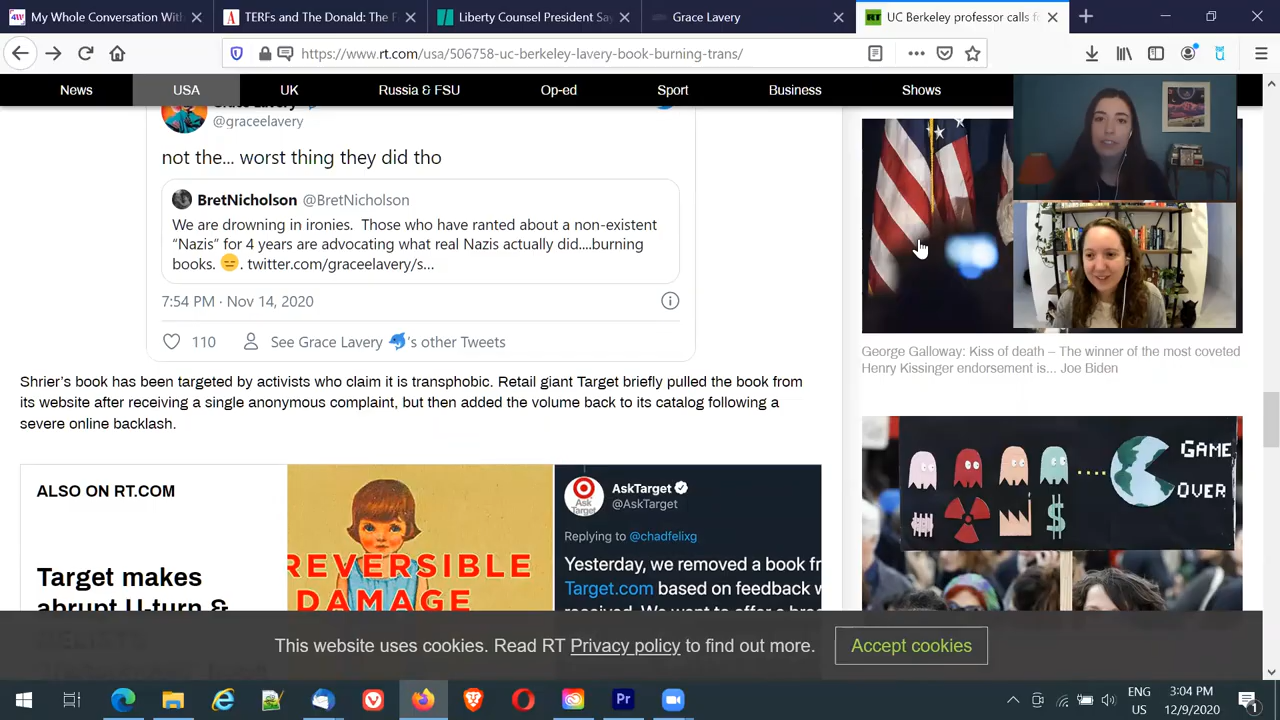 My Whole Conversation With
TERFs and The Donald: The F
Liberty Counsel President Say
Grace Lavery
UC Berkeley professor calls fo
https://www.rt.com/usa/506758-uc-berkeley-lavery-book-burning-trans/
News
USA
UK
Russia & FSU
Op-ed
Sport
Business
Shows
Grace Lavery
@graceelavery
not the... worst thing they did tho
BretNicholson @BretNicholson
We are drowning in ironies. Those who have ranted about a non-existent
“Nazis” for 4 years are advocating what real Nazis actually did....burning
books. 😑. twitter.com/graceelavery/s...
7:54 PM · Nov 14, 2020
110
See Grace Lavery 🐬's other Tweets
Shrier’s book has been targeted by activists who claim it is transphobic. Retail giant Target briefly pulled the book from
its website after receiving a single anonymous complaint, but then added the volume back to its catalog following a
severe online backlash.
ALSO ON RT.COM
Target makes
abrupt U-turn &
REVERSIBLE
DAMAGE
Ask
Target
AskTarget
@AskTarget
Replying to @chadfelixg
Yesterday, we removed a book fr
Target.com based on feedback w
George Galloway: Kiss of death – The winner of the most coveted
Henry Kissinger endorsement is... Joe Biden
GAME
OVER
This website uses cookies. Read RT Privacy policy to find out more.
Accept cookies
ENG
US
3:04 PM
12/9/2020